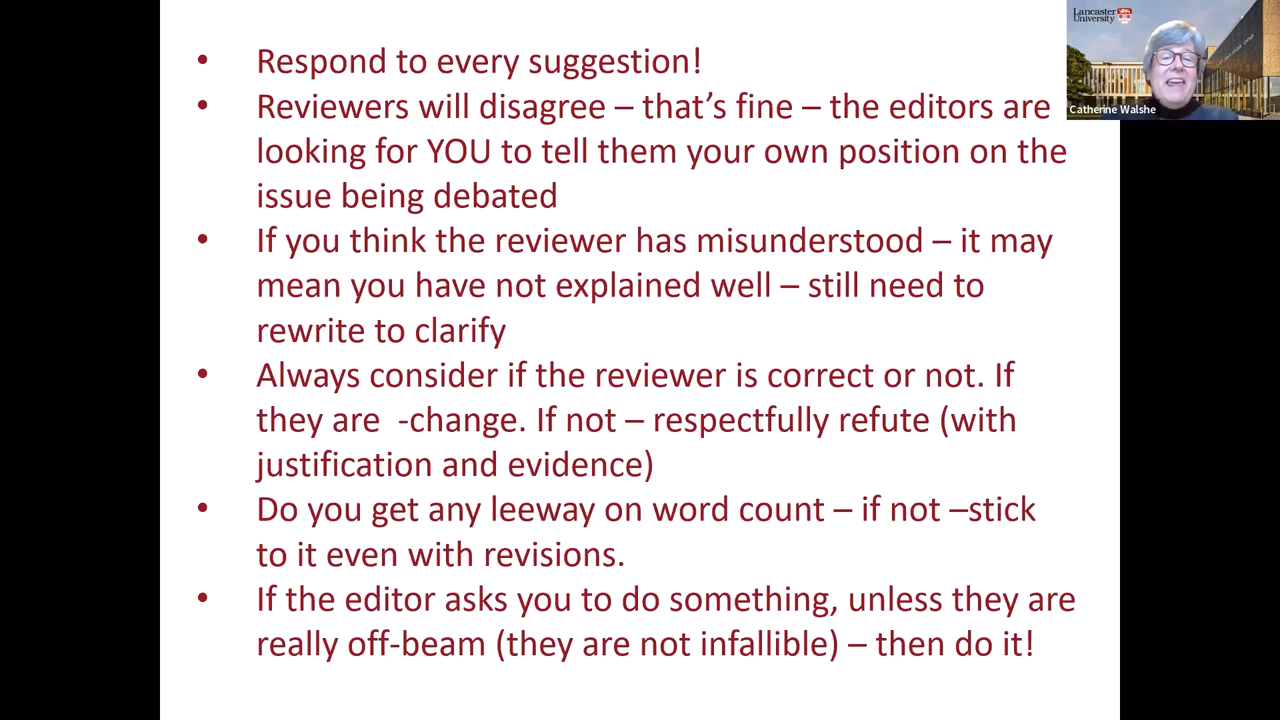 • Respond to every suggestion!
• Reviewers will disagree – that’s fine – the editors are
looking for YOU to tell them your own position on the
issue being debated
• If you think the reviewer has misunderstood – it may
mean you have not explained well – still need to
rewrite to clarify
• Always consider if the reviewer is correct or not. If
they are  -change. If not – respectfully refute (with
justification and evidence)
• Do you get any leeway on word count – if not –stick
to it even with revisions.
• If the editor asks you to do something, unless they are
really off-beam (they are not infallible) – then do it!
Lancaster
University
Catherine Walshe